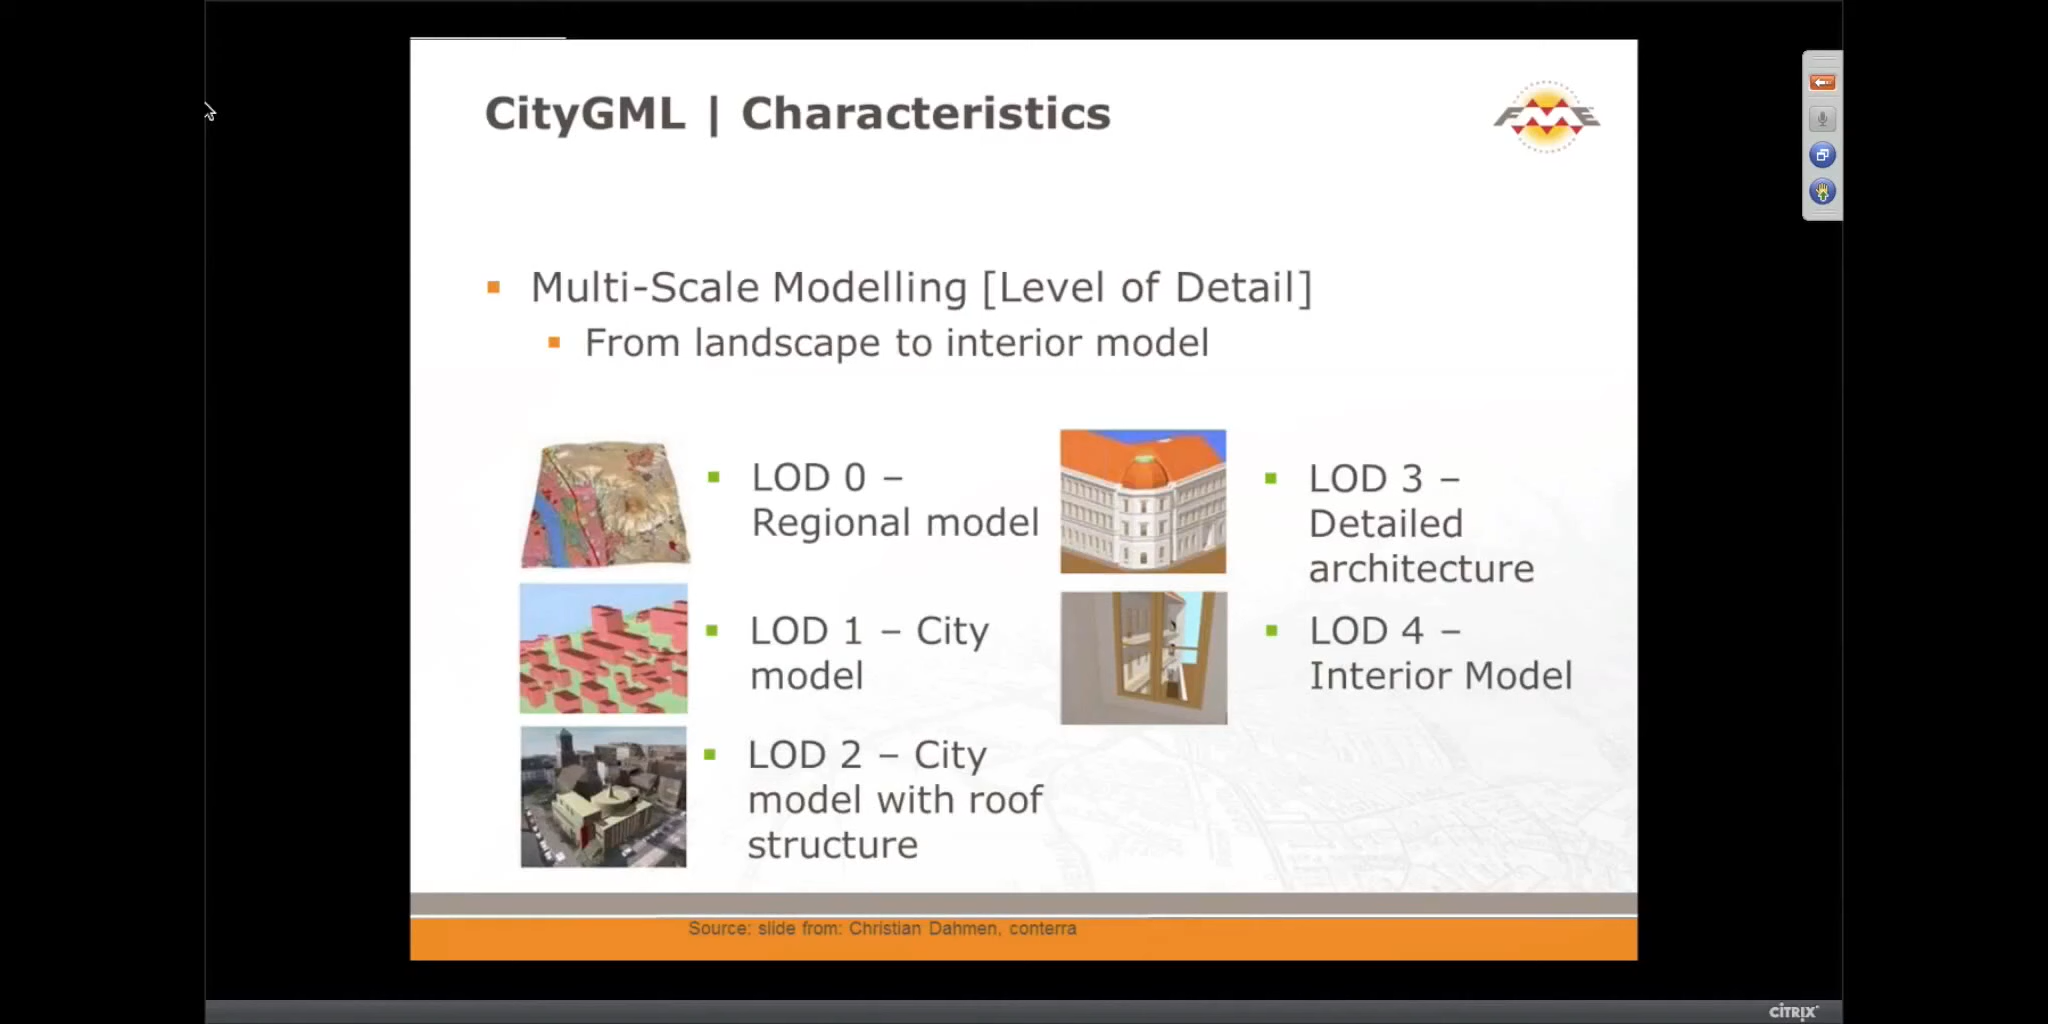 CityGML | Characteristics
FME
Multi-Scale Modelling [Level of Detail]
From landscape to interior model
LOD 0 –
Regional model
LOD 1 – City
model
LOD 2 – City
model with roof
structure
LOD 3 –
Detailed
architecture
LOD 4 –
Interior Model
Source: slide from: Christian Dahmen, conterra
CITRIX